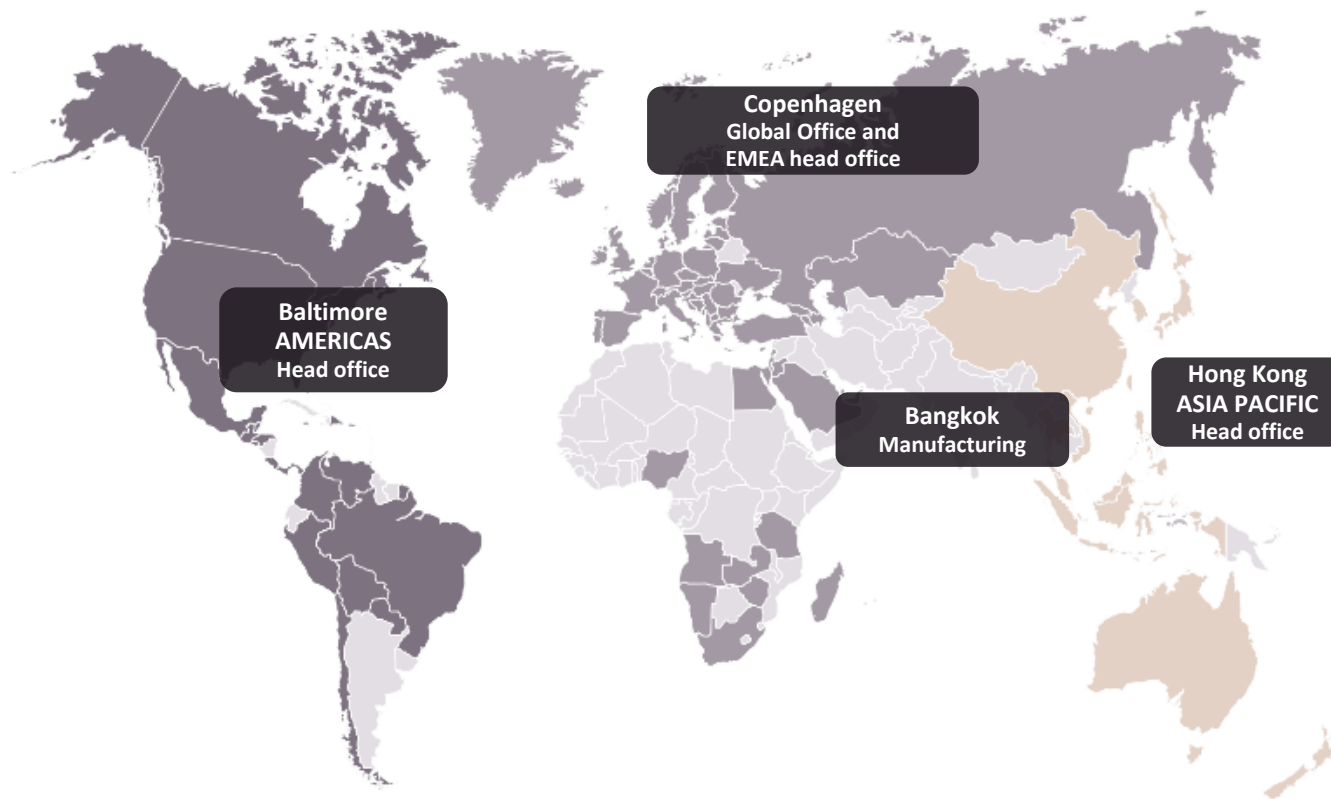 Copenhagen
Global Office and
EMEA head office
Baltimore
AMERICAS
Head office
Hong Kong
ASIA PACIFIC
Head office
Bangkok
Manufacturing